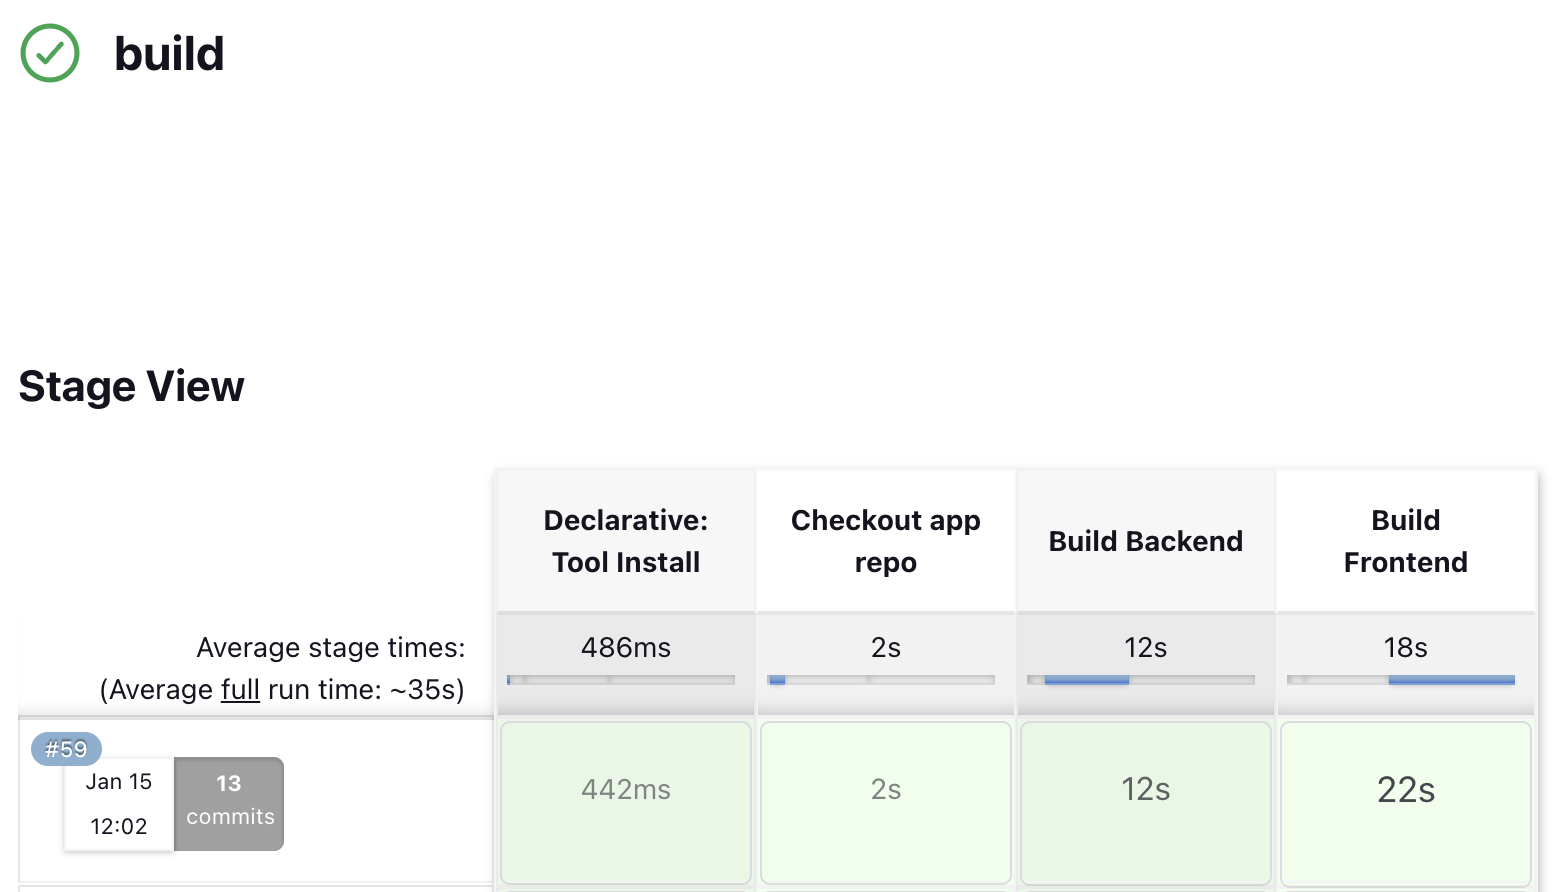 build
Stage View
Declarative:
Tool Install
Checkout app
repo
Build Backend
Build
Frontend
Average stage times:
(Average full run time: ~35s)
486ms
2s
12s
18s
#59
Jan 15
12:02
13
commits
442ms
2s
12s
22s